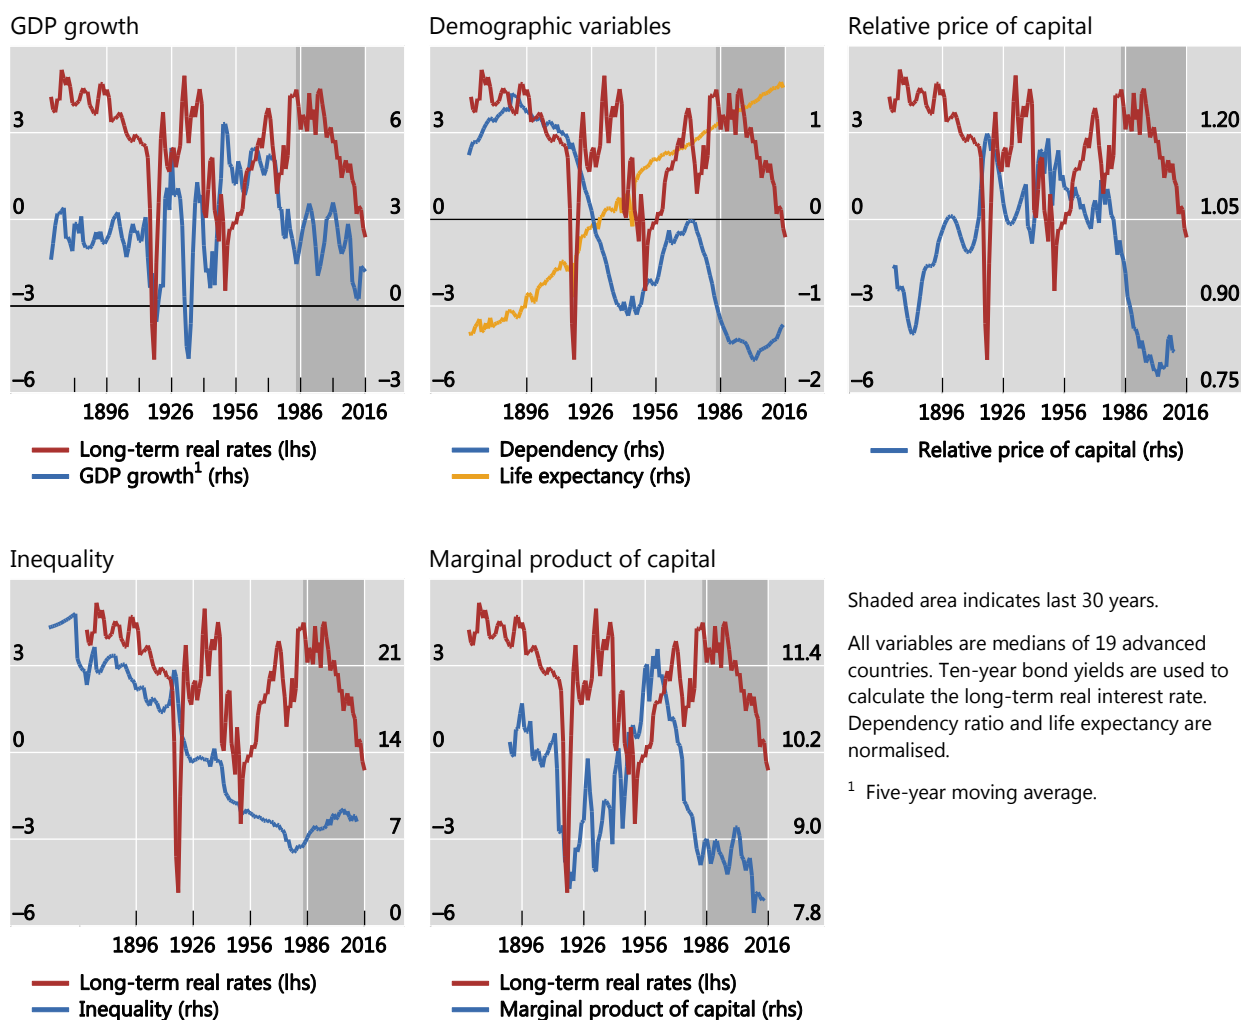 GDP growth
3
0
−3
−6
6
3
0
−3
1896 1926 1956 1986 2016
Long-term real rates (lhs)
GDP growth¹ (rhs)
Demographic variables
3
0
−3
−6
1
0
−1
−2
1896 1926 1956 1986 2016
Dependency (rhs)
Life expectancy (rhs)
Relative price of capital
3
0
−3
−6
1.20
1.05
0.90
0.75
1896 1926 1956 1986 2016
Relative price of capital (rhs)
Inequality
3
0
−3
−6
21
14
7
0
1896 1926 1956 1986 2016
Long-term real rates (lhs)
Inequality (rhs)
Marginal product of capital
3
0
−3
−6
11.4
10.2
9.0
7.8
1896 1926 1956 1986 2016
Long-term real rates (lhs)
Marginal product of capital (rhs)
Shaded area indicates last 30 years.
All variables are medians of 19 advanced
countries. Ten-year bond yields are used to
calculate the long-term real interest rate.
Dependency ratio and life expectancy are
normalised.
¹ Five-year moving average.